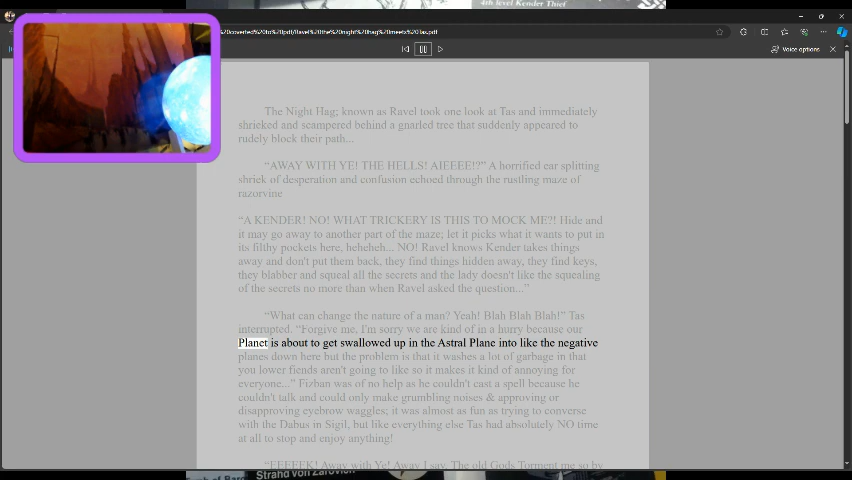 4th level Kender Thief
coverted%20to%20pdf/Ravel%20the%20night%20hag%20meets%20Tas.pdf
Voice options
The Night Hag; known as Ravel took one look at Tas and immediately
shrieked and scampered behind a gnarled tree that suddenly appeared to
rudely block their path...
“AWAY WITH YE! THE HELLS! AIEEEE!?” A horrified ear splitting
shriek of desperation and confusion echoed through the rustling maze of
razorvine
“A KENDER! NO! WHAT TRICKERY IS THIS TO MOCK ME?! Hide and
it may go away to another part of the maze; let it picks what it wants to put in
its filthy pockets here, heheheh... NO! Ravel knows Kender takes things
away and don't put them back, they find things hidden away, they find keys,
they blabber and squeal all the secrets and the lady doesn't like the squealing
of the secrets no more than when Ravel asked the question...”
“What can change the nature of a man? Yeah! Blah Blah Blah!” Tas
interrupted. “Forgive me, I'm sorry we are kind of in a hurry because our
Planet is about to get swallowed up in the Astral Plane into like the negative
planes down here but the problem is that it washes a lot of garbage in that
you lower fiends aren't going to like so it makes it kind of annoying for
everyone...” Fizban was of no help as he couldn't cast a spell because he
couldn't talk and could only make grumbling noises & approving or
disapproving eyebrow waggles; it was almost as fun as trying to converse
with the Dabus in Sigil, but like everything else Tas had absolutely NO time
at all to stop and enjoy anything!
“EEEEEK! Away with Ye! Away I say. The old Gods Torment me so by
Strahd von Zarovich